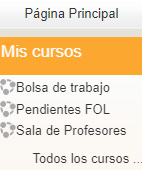 Página Principal
Mis cursos
Bolsa de trabajo
Pendientes FOL
Sala de Profesores
Todos los cursos ...